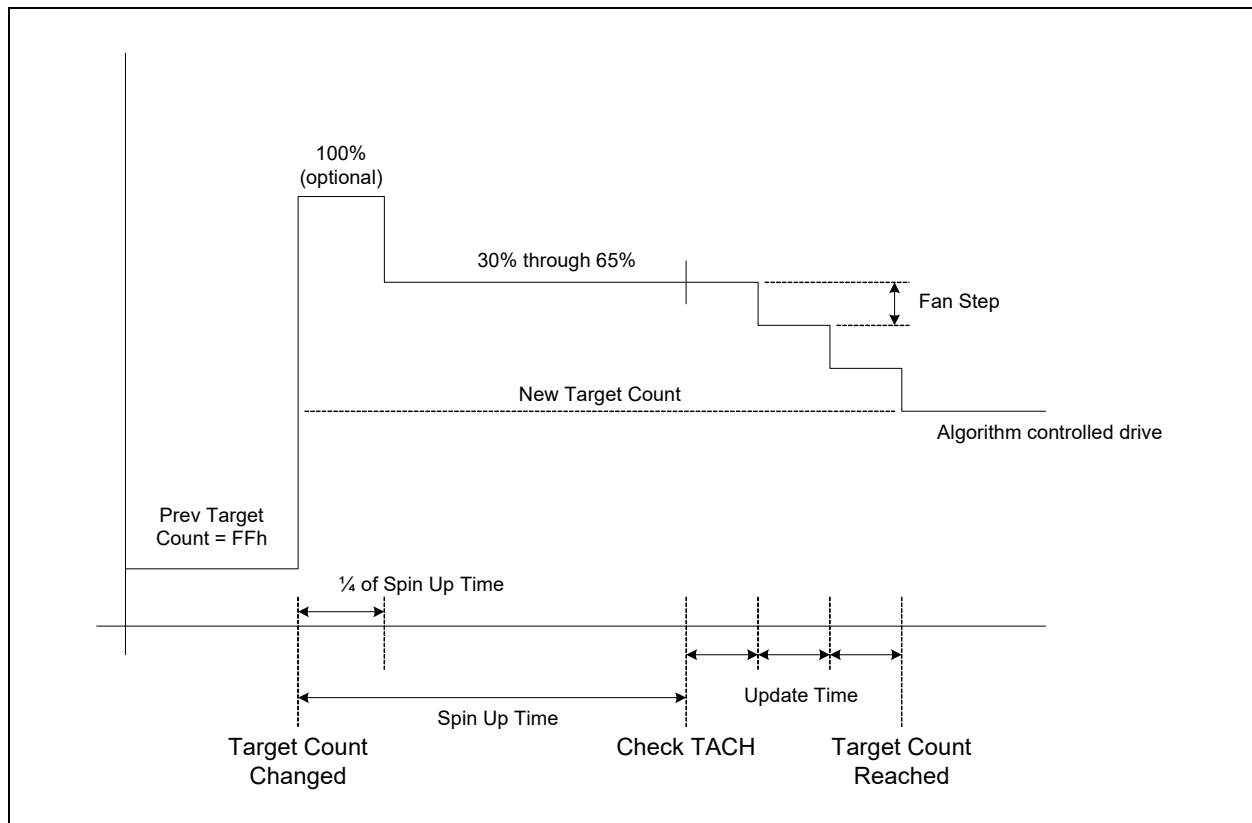 100%
(optional)
30% through 65%
Fan Step
New Target Count
Algorithm controlled drive
Prev Target
Count = FFh
¼ of Spin Up Time
Update Time
Spin Up Time
Target Count
Changed
Check TACH
Target Count
Reached